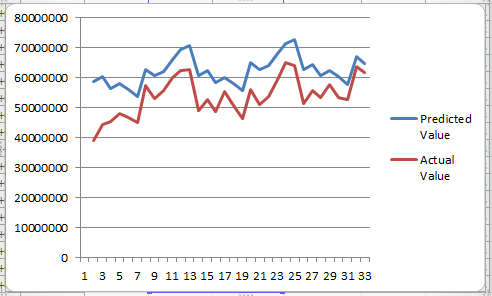 80000000
70000000
60000000
50000000
40000000
30000000
20000000
10000000
0
1 3 5 7 9 11 13 15 17 19 21 23 25 27 29 31 33
Predicted
Value
Actual
Value